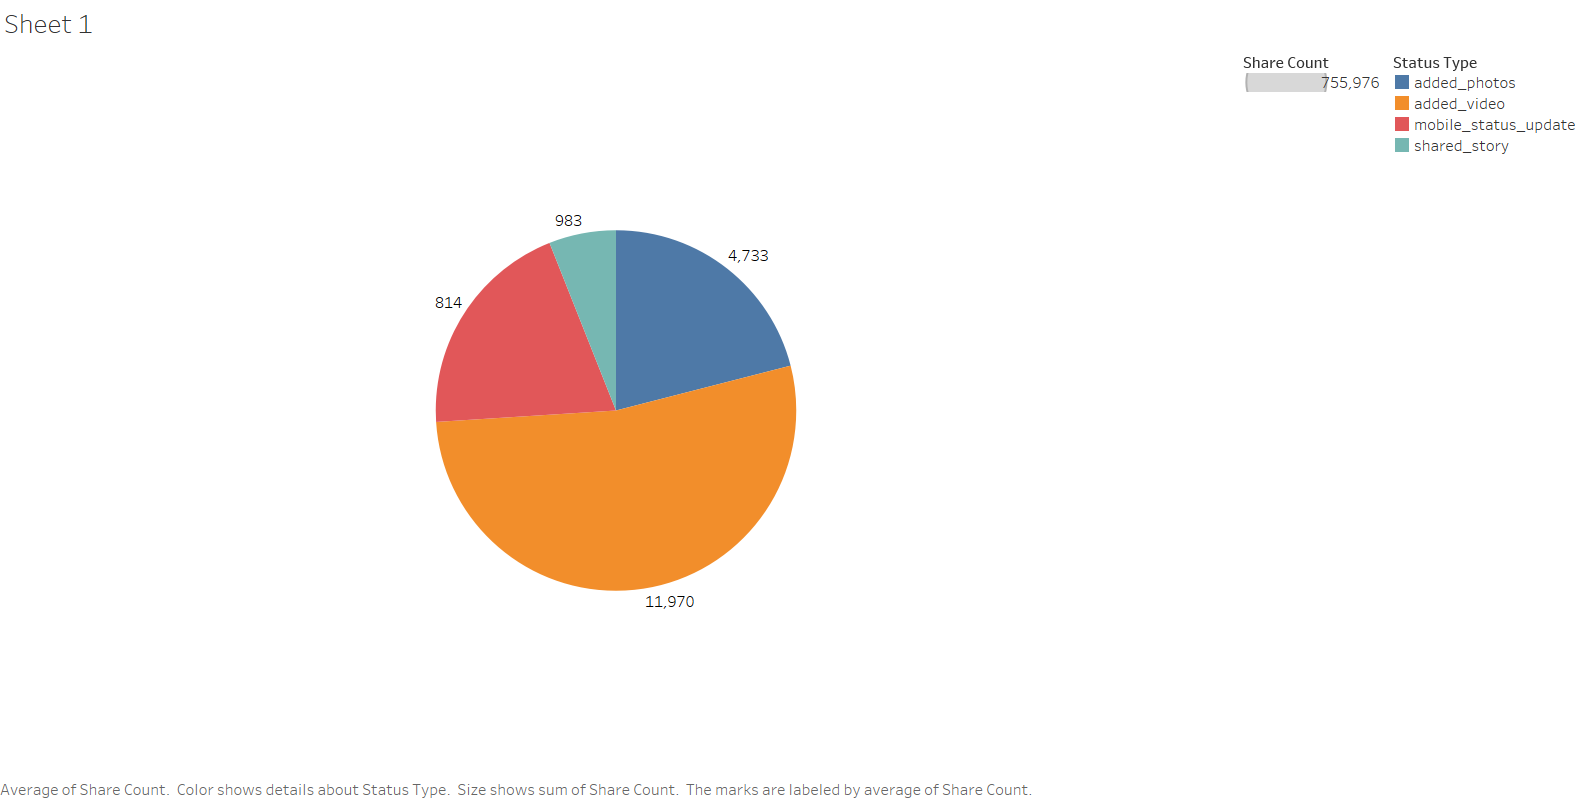 Sheet 1
Share Count
755,976
Status Type
added_photos
added_video
mobile_status_update
shared_story
983
4,733
814
11,970
Average of Share Count.  Color shows details about Status Type.  Size shows sum of Share Count.  The marks are labeled by average of Share Count.